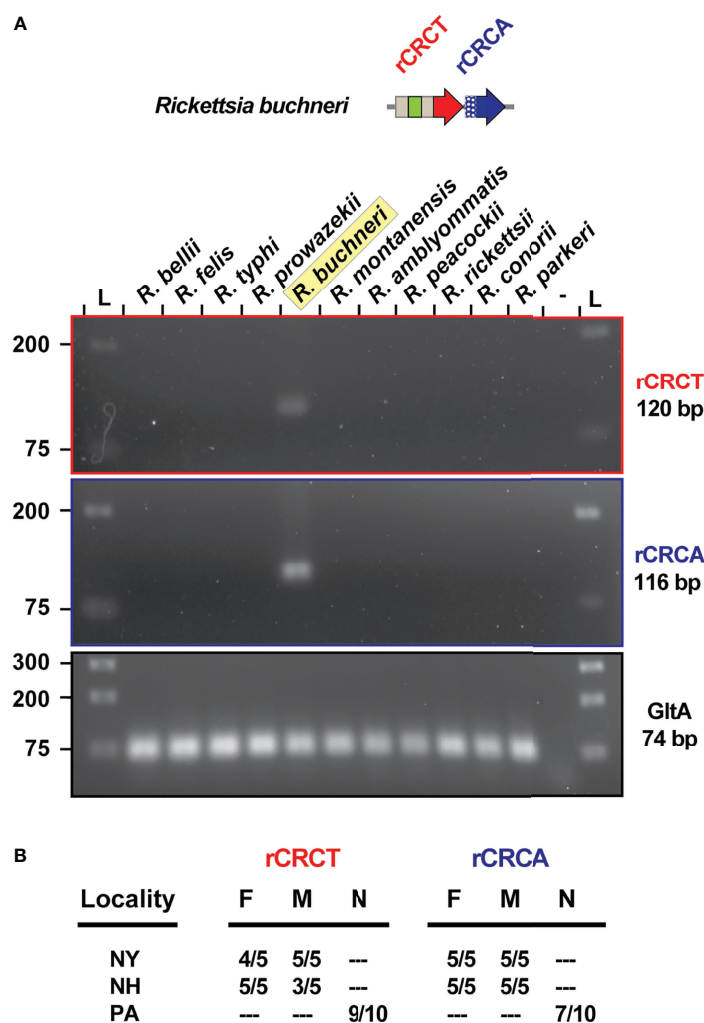 A
rCRCT rCRCA
Rickettsia buchneri
L R. bellii R. felis R. typhi R. prowazekii R. buchneri R. montanensis R. amblyommatis R. peacockii R. rickettsii R. conorii R. parkeri - L
200
75
rCRCT
120 bp
200
75
rCRCA
116 bp
300
200
75
GltA
74 bp
B
rCRCT rCRCA
Locality F M N F M N
NY 4/5 5/5 --- 5/5 5/5 ---
NH 5/5 3/5 --- 5/5 5/5 ---
PA --- --- 9/10 --- --- 7/10